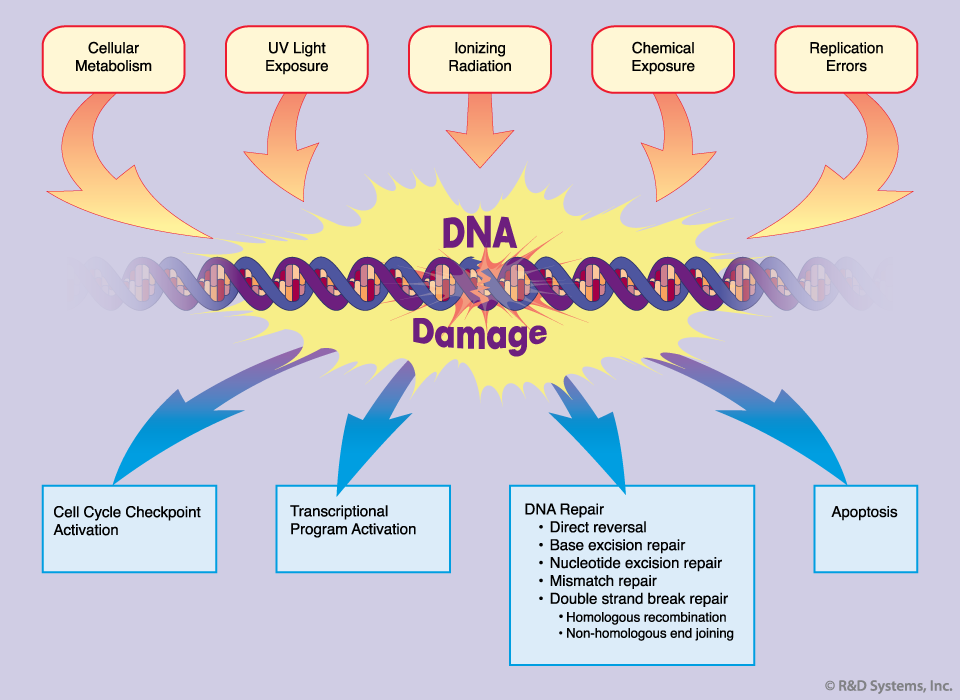 Cellular
Metabolism
UV Light
Exposure
Ionizing
Radiation
Chemical
Exposure
Replication
Errors
DNA
Damage
Cell Cycle Checkpoint
Activation
Transcriptional
Program Activation
DNA Repair
• Direct reversal
• Base excision repair
• Nucleotide excision repair
• Mismatch repair
• Double strand break repair
• Homologous recombination
• Non-homologous end joining
Apoptosis
© R&D Systems, Inc.